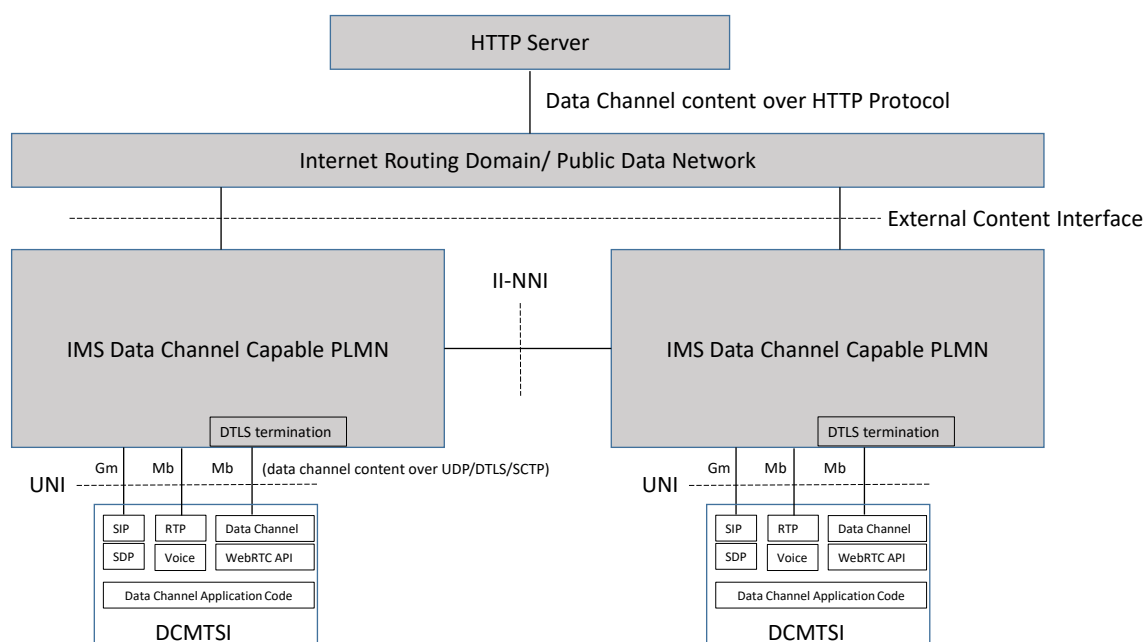 HTTP Server
Data Channel content over HTTP Protocol
Internet Routing Domain/ Public Data Network
External Content Interface
II-NNI
IMS Data Channel Capable PLMN
IMS Data Channel Capable PLMN
DTLS termination
DTLS termination
Gm
Mb
Mb
(data channel content over UDP/DTLS/SCTP)
Gm
Mb
Mb
UNI
UNI
SIP
RTP
Data Channel
SDP
Voice
WebRTC API
Data Channel Application Code
DCMTSI
SIP
RTP
Data Channel
SDP
Voice
WebRTC API
Data Channel Application Code
DCMTSI